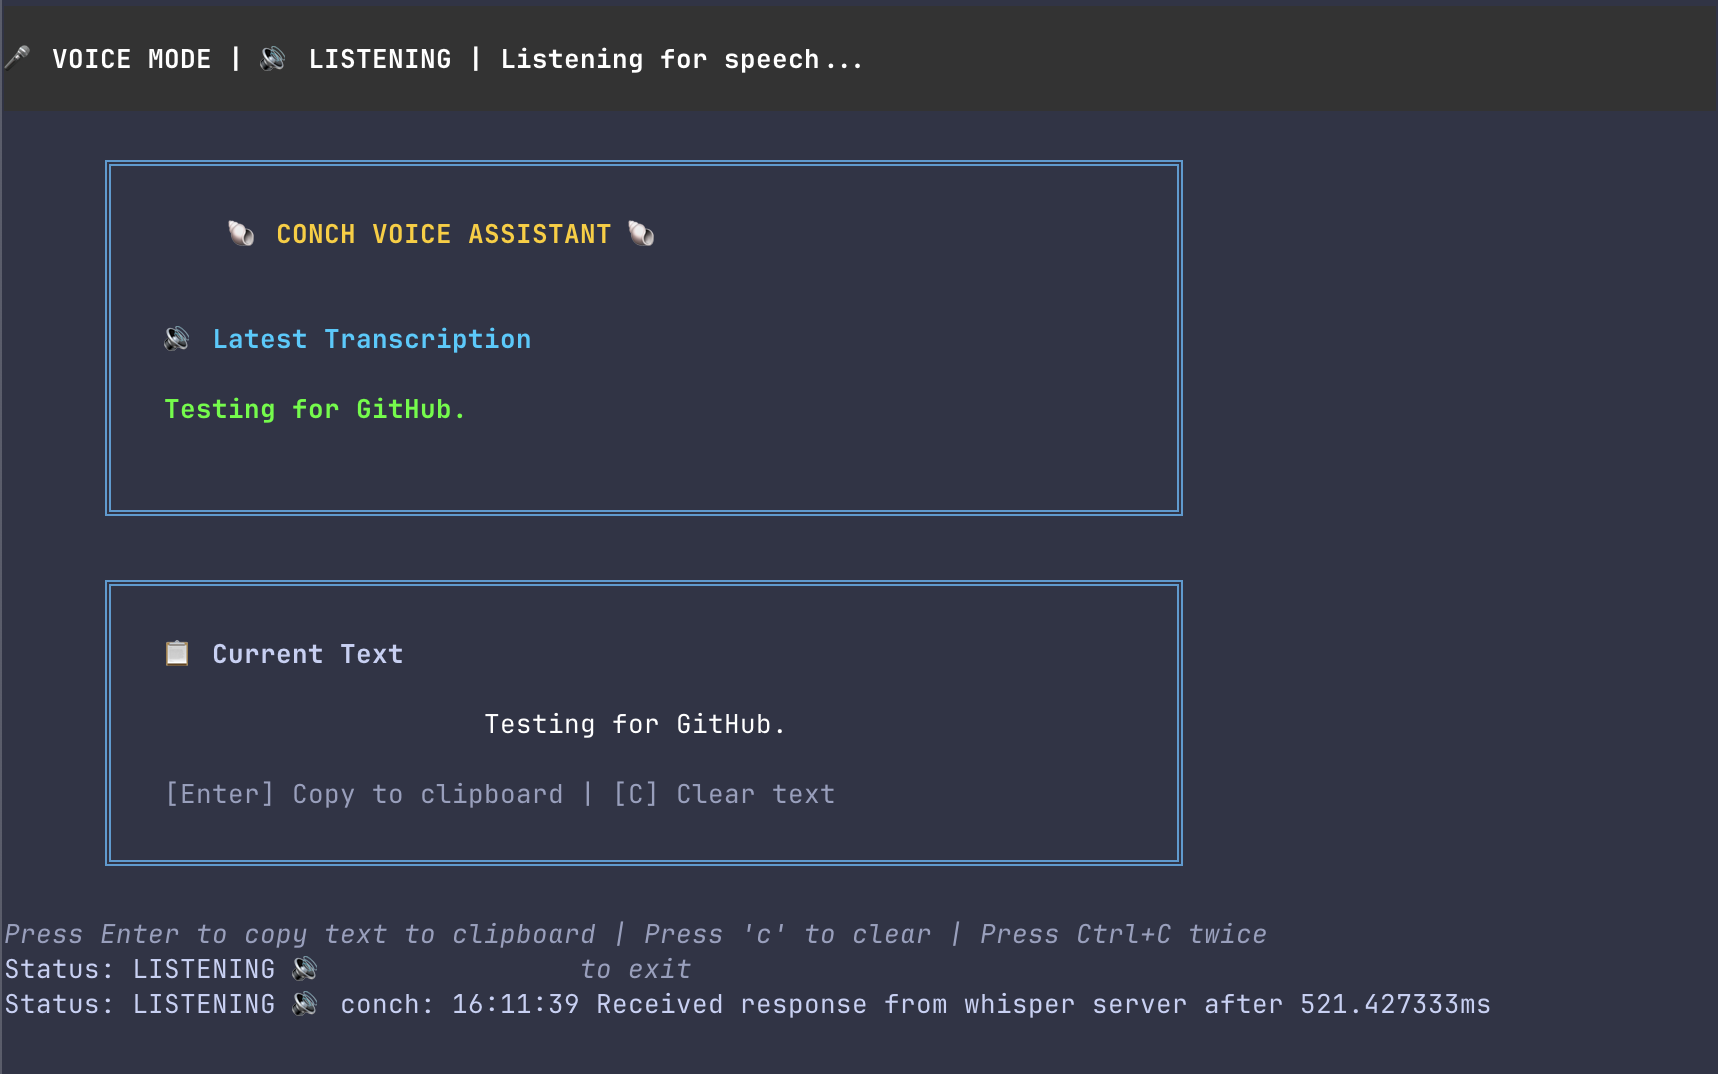 🎤 VOICE MODE | 🔊 LISTENING | Listening for speech...
🐚 CONCH VOICE ASSISTANT 🐚
🔊 Latest Transcription
Testing for GitHub.
📋 Current Text
Testing for GitHub.
[Enter] Copy to clipboard | [C] Clear text
Press Enter to copy text to clipboard | Press 'c' to clear | Press Ctrl+C twice
Status: LISTENING 🔊 to exit
Status: LISTENING 🔊 conch: 16:11:39 Received response from whisper server after 521.427333ms